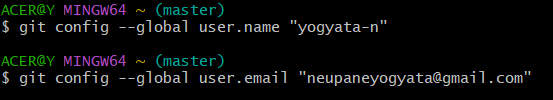 ACER@Y MINGW64 ~ (master)
$ git config --global user.name "yogyata-n"
ACER@Y MINGW64 ~ (master)
$ git config --global user.email "neupaneyogyata@gmail.com"